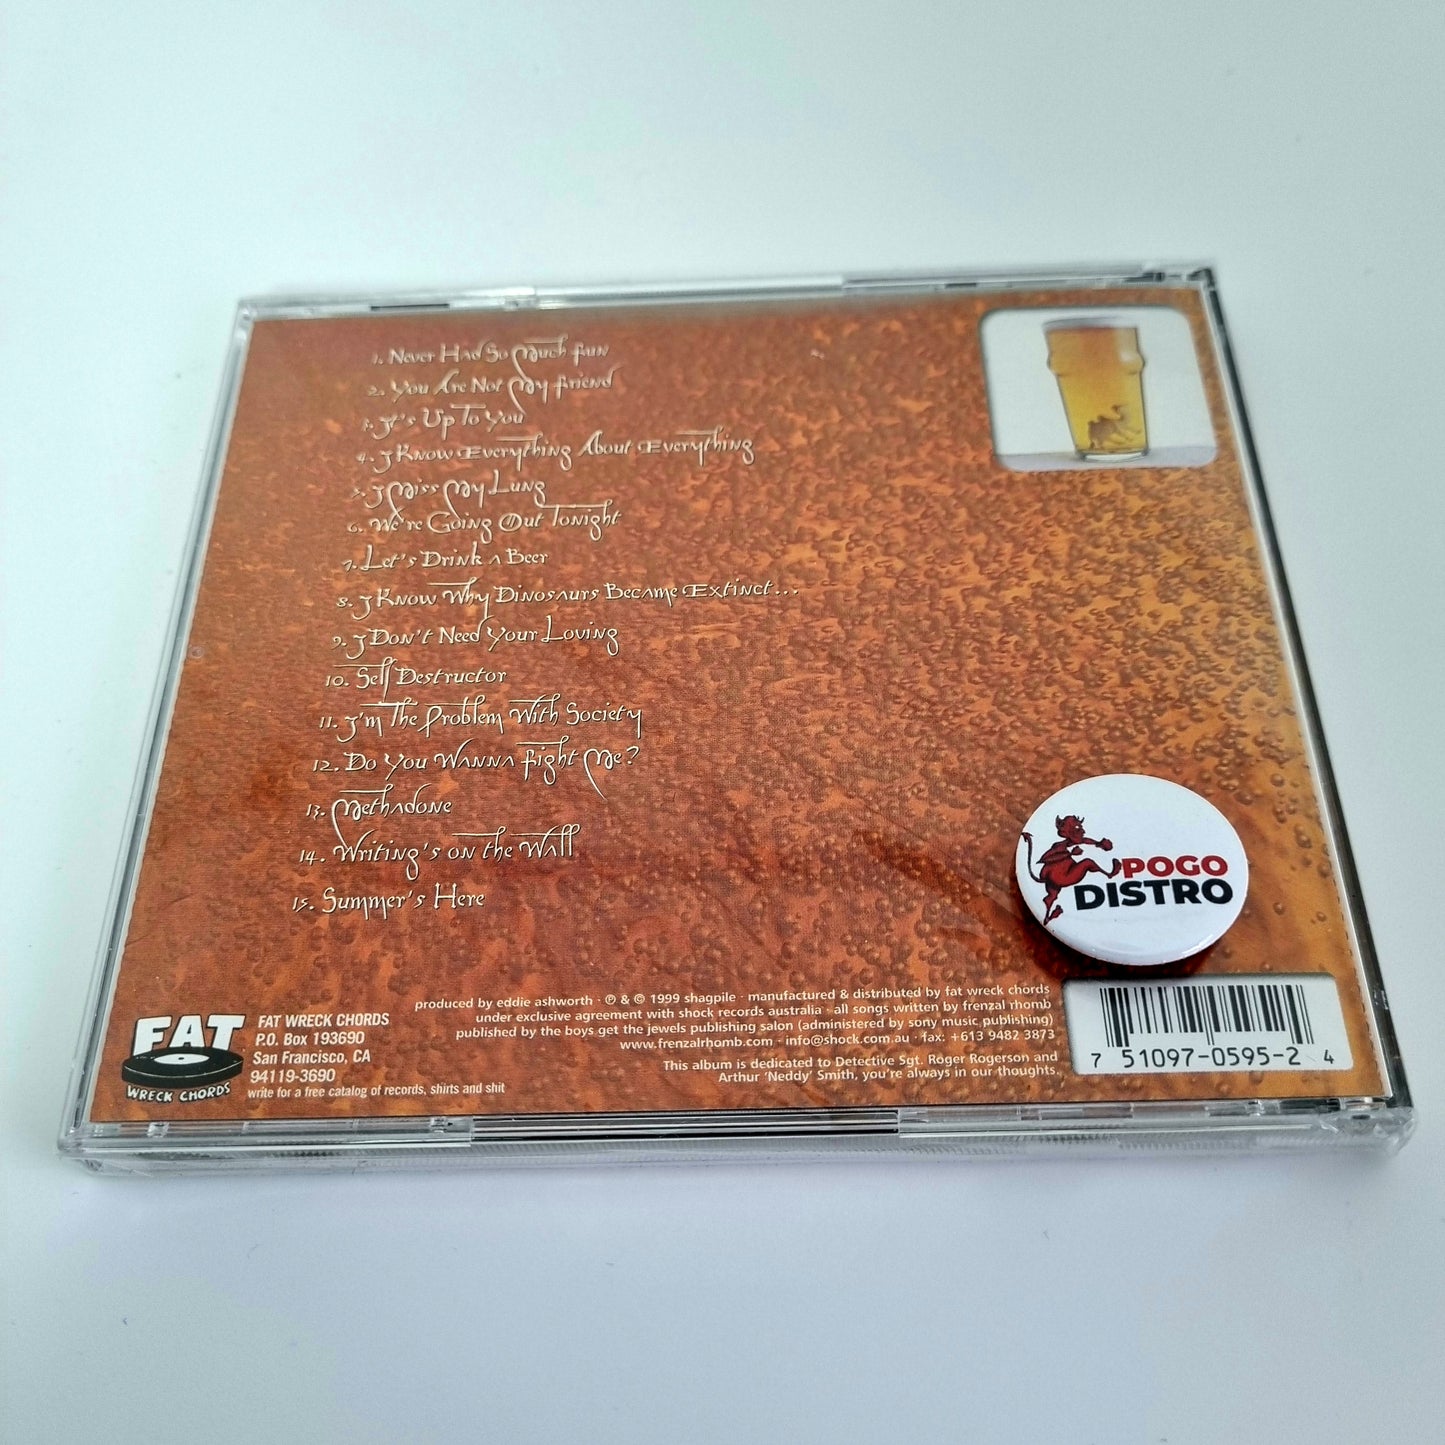 1. Never Had So Much Fun
2. You Are Not My Friend
3. It's Up To You
4. I Know Everything About Everything
5. I Miss My Lung
6. We're Going Out Tonight
7. Let's Drink A Beer
8. I Know Why Dinosaurs Became Extinct...
9. I Don't Need Your Loving
10. Self Destructor
11. I'm The Problem With Society
12. Do You Wanna Fight Me?
13. Methadone
14. Writing's on the Wall
15. Summer's Here
POGO
DISTRO
FAT
WRECK CHORDS
FAT WRECK CHORDS
P.O. Box 193690
San Francisco, CA
94119-3690
write for a free catalog of records, shirts and shit
produced by eddie ashworth · ℗ & © 1999 shagpile · manufactured & distributed by fat wreck chords
under exclusive agreement with shock records australia · all songs written by frenzal rhomb
published by the boys get the jewels publishing salon (administered by sony music publishing)
www.frenzalrhomb.com · info@shock.com.au · fax: +613 9482 3873
This album is dedicated to Detective Sgt. Roger Rogerson and
Arthur 'Neddy' Smith, you're always in our thoughts.
7 51097-0595-2 4